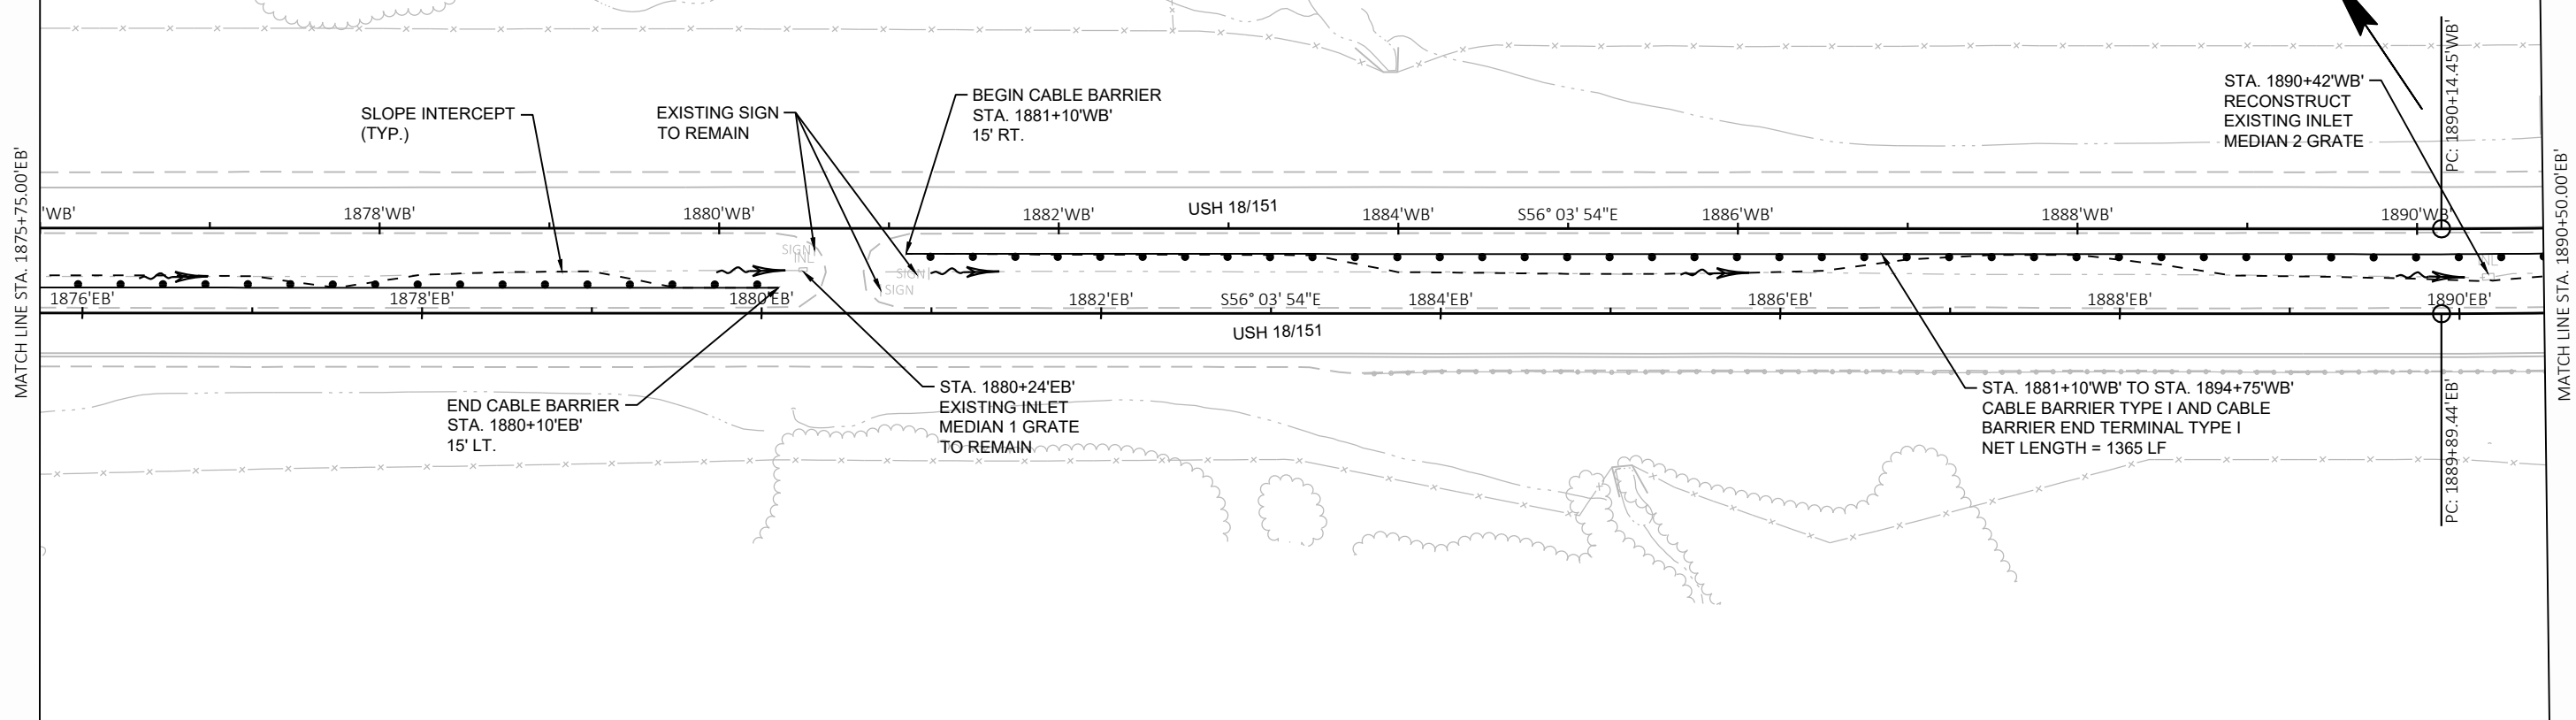 MATCH LINE STA. 1875+75.00'EB'
SLOPE INTERCEPT
(TYP.)
EXISTING SIGN
TO REMAIN
BEGIN CABLE BARRIER
STA. 1881+10'WB'
15' RT.
STA. 1890+42'WB'
RECONSTRUCT
EXISTING INLET
MEDIAN 2 GRATE
PC: 1890+14.45'WB'
MATCH LINE STA. 1890+50.00'EB'
'WB'
1878'WB'
1880'WB'
1882'WB'
USH 18/151
1884'WB'
S56° 03' 54"E
1886'WB'
1888'WB'
1890'WB'
SIGN
INL
SIGN
SIGN
INL
1876'EB'
1878'EB'
1880'EB'
1882'EB'
S56° 03' 54"E
1884'EB'
1886'EB'
1888'EB'
1890'EB'
USH 18/151
END CABLE BARRIER
STA. 1880+10'EB'
15' LT.
STA. 1880+24'EB'
EXISTING INLET
MEDIAN 1 GRATE
TO REMAIN
STA. 1881+10'WB' TO STA. 1894+75'WB'
CABLE BARRIER TYPE I AND CABLE
BARRIER END TERMINAL TYPE I
NET LENGTH = 1365 LF
PC: 1889+89.44'EB'